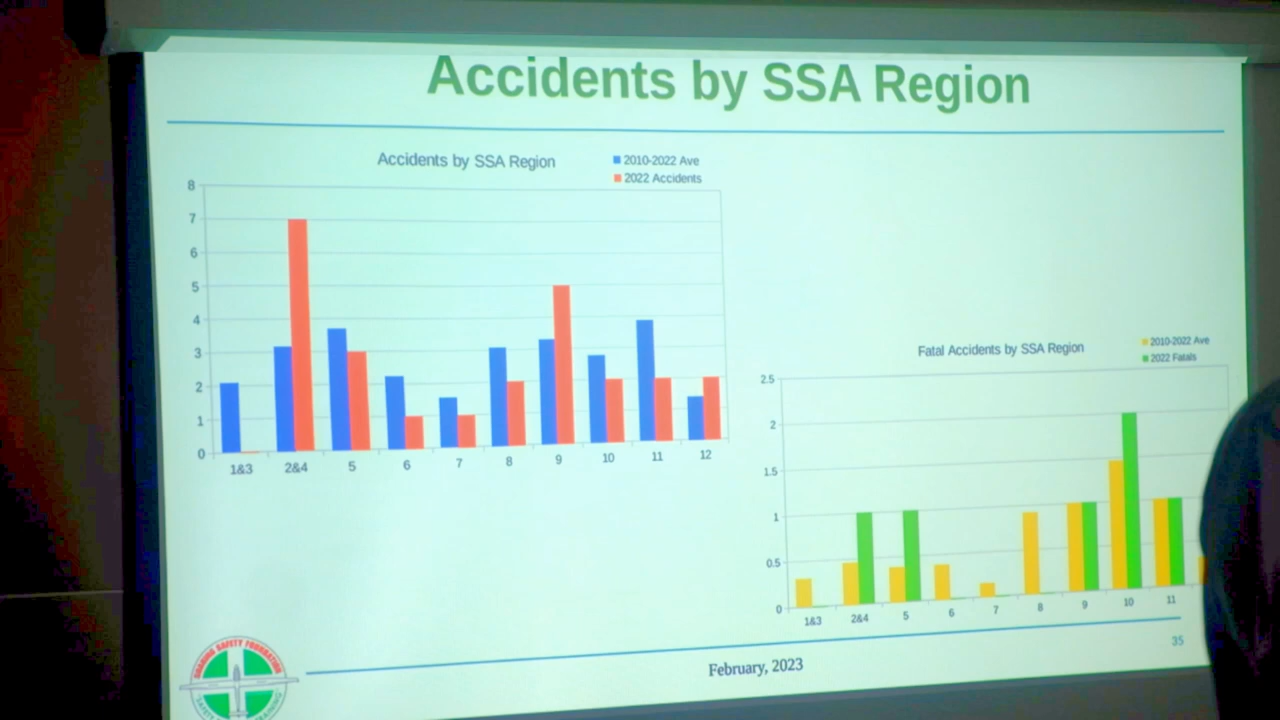 Accidents by SSA Region
Accidents by SSA Region
2010-2022 Ave
2022 Accidents
8
7
6
5
4
3
2
1
0
1&3 2&4 5 6 7 8 9 10 11 12
Fatal Accidents by SSA Region
2010-2022 Ave
2022 Fatals
2.5
2
1.5
1
0.5
0
1&3 2&4 5 6 7 8 9 10 11
SOARING SAFETY FOUNDATION
February, 2023
35